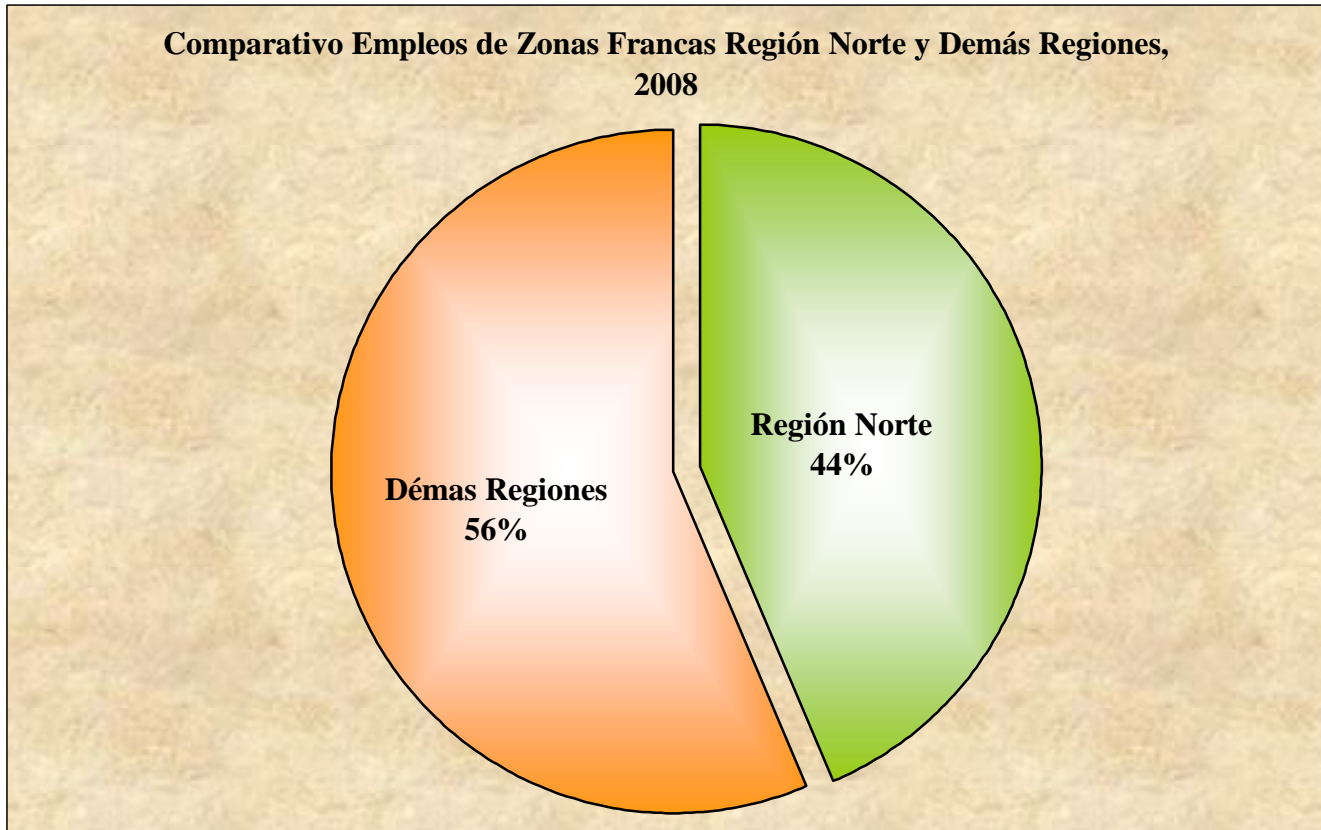 Comparativo Empleos de Zonas Francas Región Norte y Demás Regiones,
2008
Región Norte
44%
Démas Regiones
56%